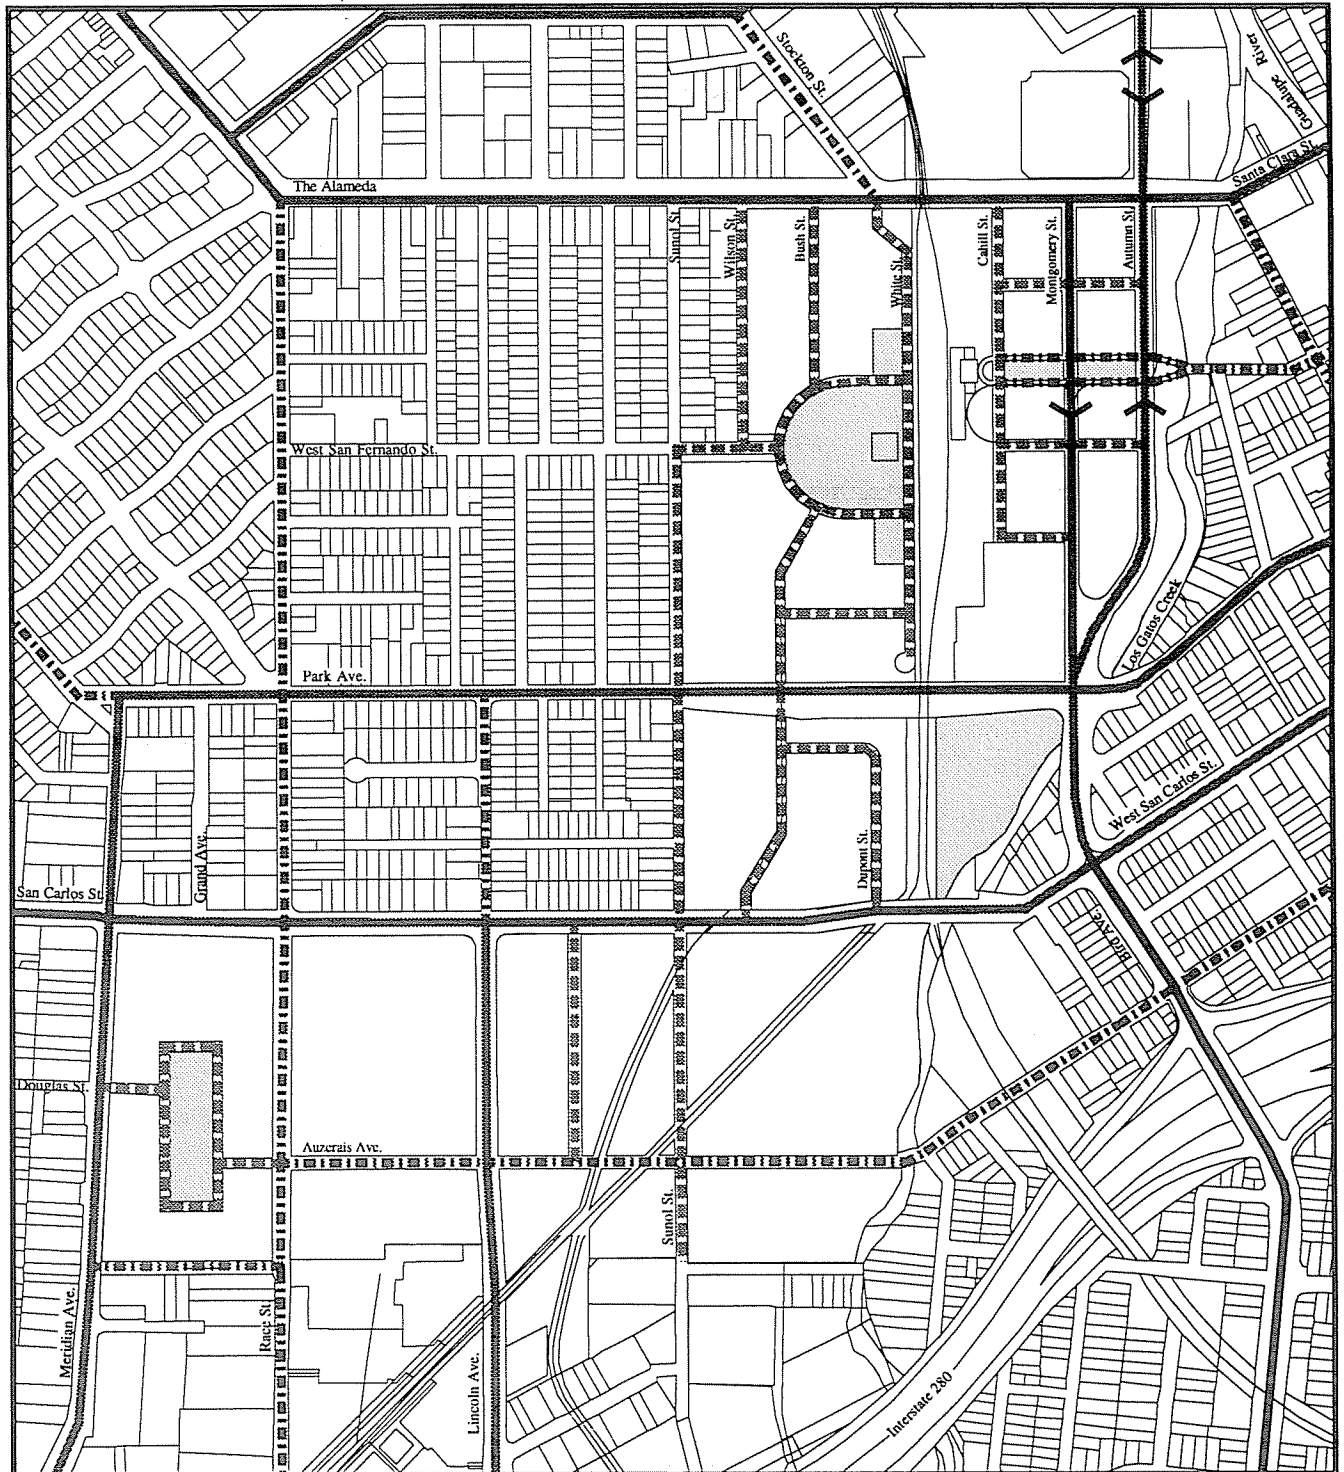 Stockton St.
River
Guadalupe
Santa Clara St.
The Alameda
Sunol St.
Wilson St.
Bush St.
White St.
Cahill St.
Montgomery St.
Autumn St.
West San Fernando St.
Los Gatos Creek
Park Ave.
West San Carlos St.
Dupont St.
Grand Ave.
San Carlos St.
Bird Ave.
Douglas St.
Auzerais Ave.
Sunol St.
Meridian Ave.
Race St.
Lincoln Ave.
Interstate 280